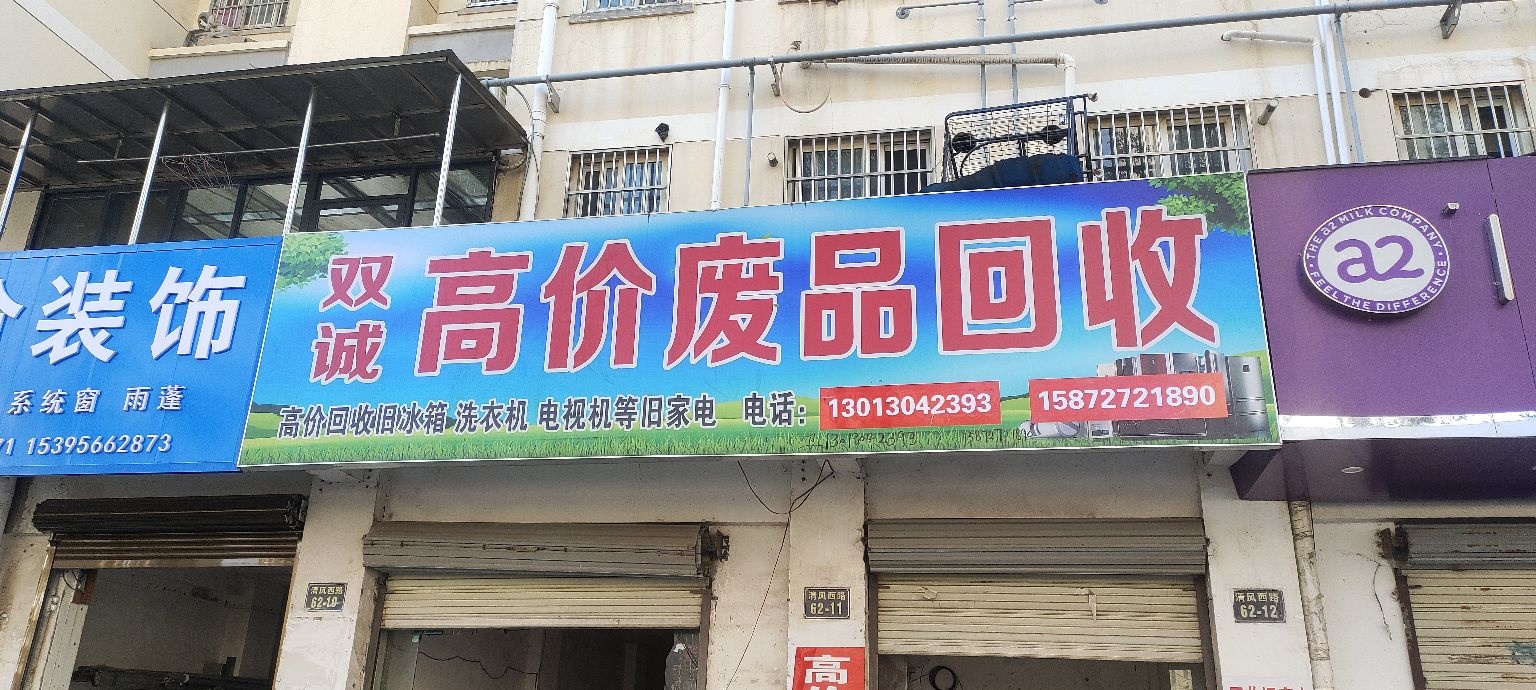 装饰
系统窗 雨蓬
71 15395662873
双诚
高价废品回收
高价回收旧冰箱 洗衣机 电视机等旧家电 电话：
13013042393
15872721890
THE a2 MILK COMPANY
a2
FEEL THE DIFFERENCE
清风西路
62-10
清风西路
62-11
清风西路
62-12
高